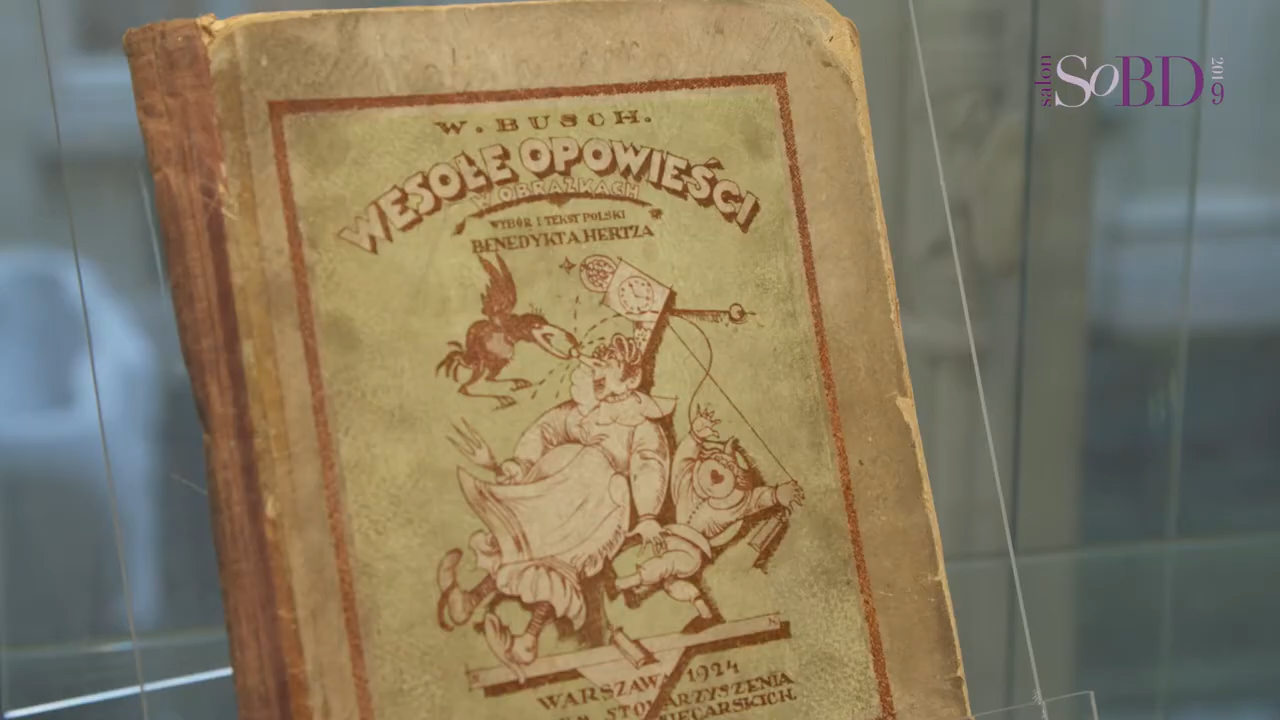 W. BUSCH.
WESOŁE OPOWIEŚCI
W OBRAZKACH
WYBÓR I TEKST POLSKI
BENEDYKTA HERTZA
WARSZAWA 1924
salon SoBD 2019